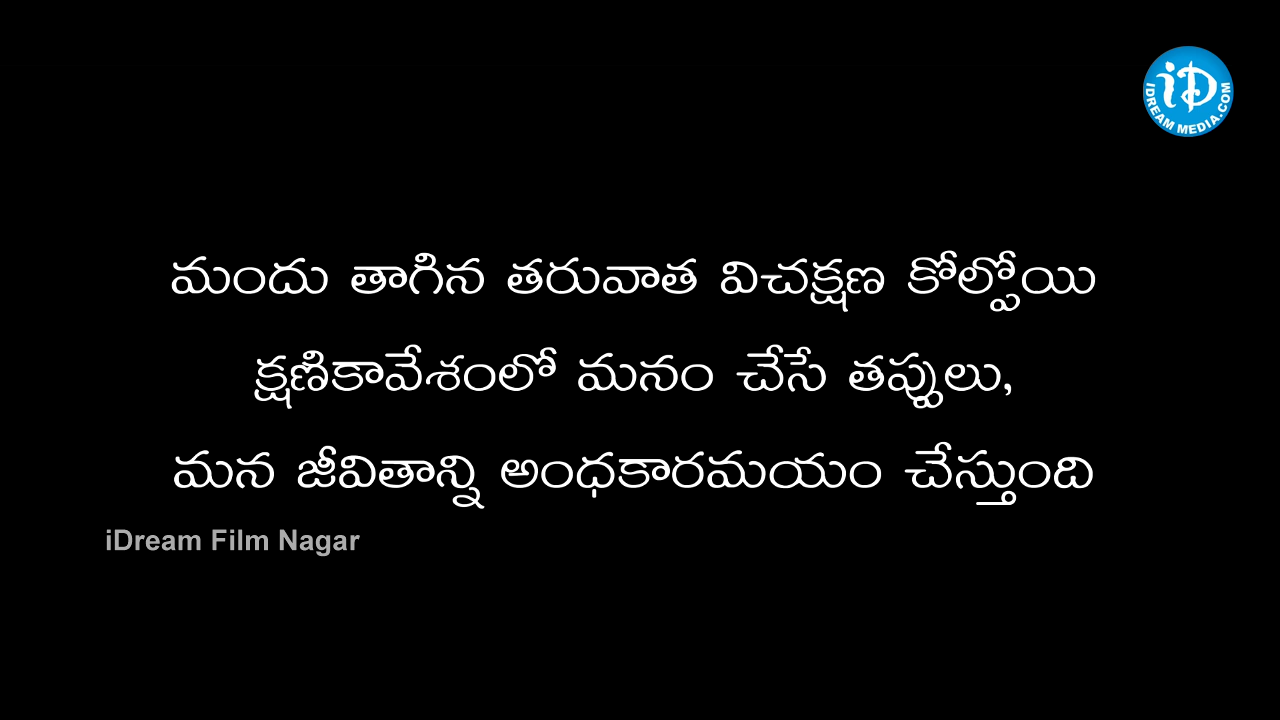 iD
IDREAM MEDIA.COM
మందు తాగిన తరువాత విచక్షణ కోల్పోయి
క్షణికావేశంలో మనం చేసే తప్పులు,
మన జీవితాన్ని అంధకారమయం చేస్తుంది
iDream Film Nagar